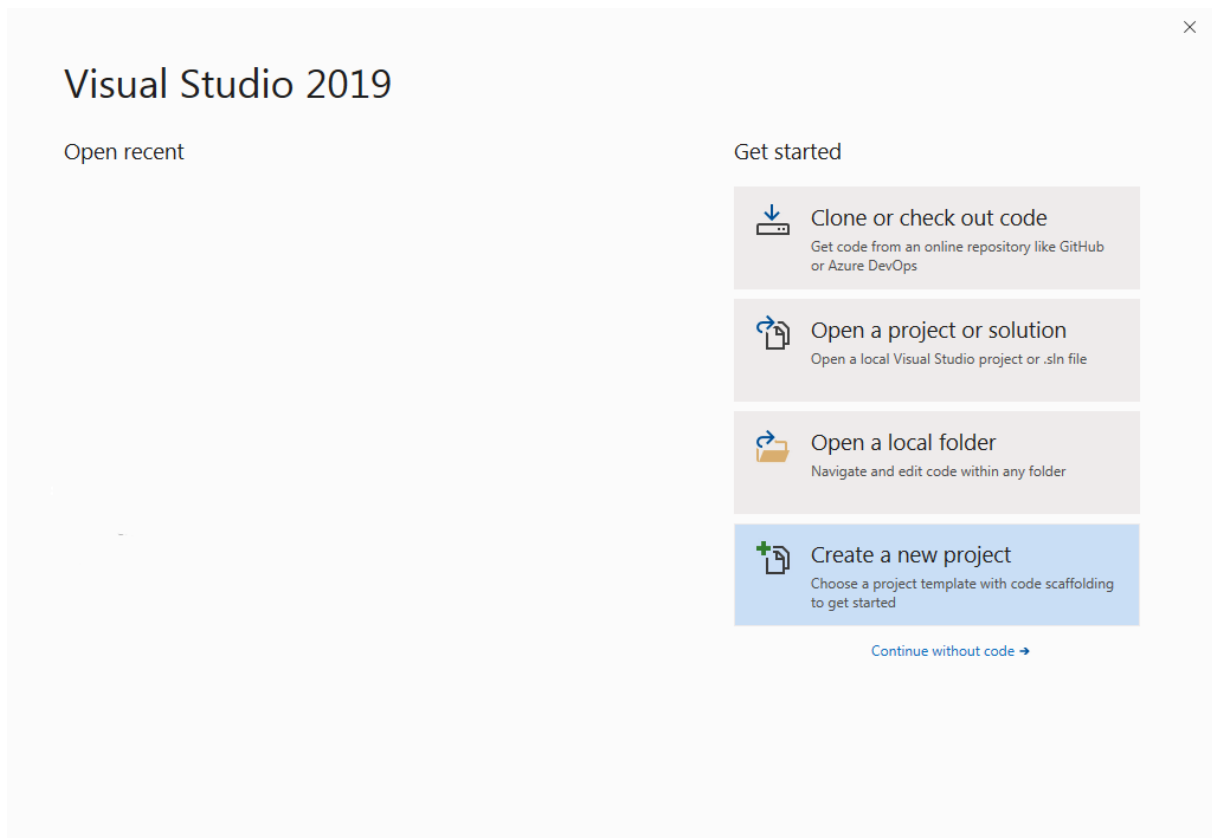 Visual Studio 2019
Open recent
Get started
Clone or check out code
Get code from an online repository like GitHub
or Azure DevOps
Open a project or solution
Open a local Visual Studio project or .sln file
Open a local folder
Navigate and edit code within any folder
Create a new project
Choose a project template with code scaffolding
to get started
Continue without code →